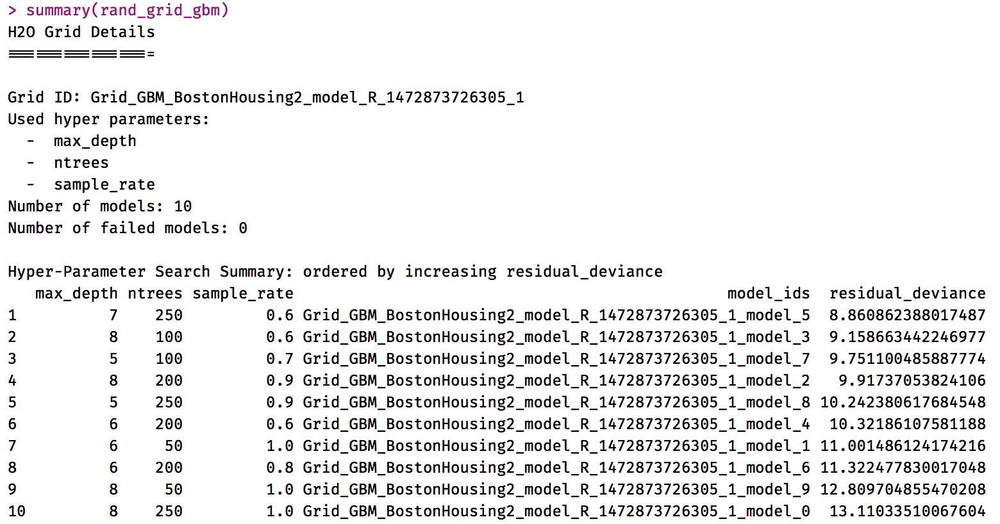 > summary(rand_grid_gbm)
H2O Grid Details
================
Grid ID: Grid_GBM_BostonHousing2_model_R_1472873726305_1
Used hyper parameters:
  -  max_depth
  -  ntrees
  -  sample_rate
Number of models: 10
Number of failed models: 0
Hyper-Parameter Search Summary: ordered by increasing residual_deviance
   max_depth ntrees sample_rate                                               model_ids  residual_deviance
1          7    250         0.6 Grid_GBM_BostonHousing2_model_R_1472873726305_1_model_5  8.860862388017487
2          8    100         0.6 Grid_GBM_BostonHousing2_model_R_1472873726305_1_model_3  9.158663442246977
3          5    100         0.7 Grid_GBM_BostonHousing2_model_R_1472873726305_1_model_7  9.751100485887774
4          8    200         0.9 Grid_GBM_BostonHousing2_model_R_1472873726305_1_model_2   9.91737053824106
5          5    250         0.9 Grid_GBM_BostonHousing2_model_R_1472873726305_1_model_8 10.242380617684548
6          6    200         0.6 Grid_GBM_BostonHousing2_model_R_1472873726305_1_model_4  10.32186107581188
7          6     50         1.0 Grid_GBM_BostonHousing2_model_R_1472873726305_1_model_1 11.001486124174216
8          6    200         0.8 Grid_GBM_BostonHousing2_model_R_1472873726305_1_model_6 11.322477830017048
9          8     50         1.0 Grid_GBM_BostonHousing2_model_R_1472873726305_1_model_9 12.809704855470208
10         8    250         1.0 Grid_GBM_BostonHousing2_model_R_1472873726305_1_model_0  13.11033510067604